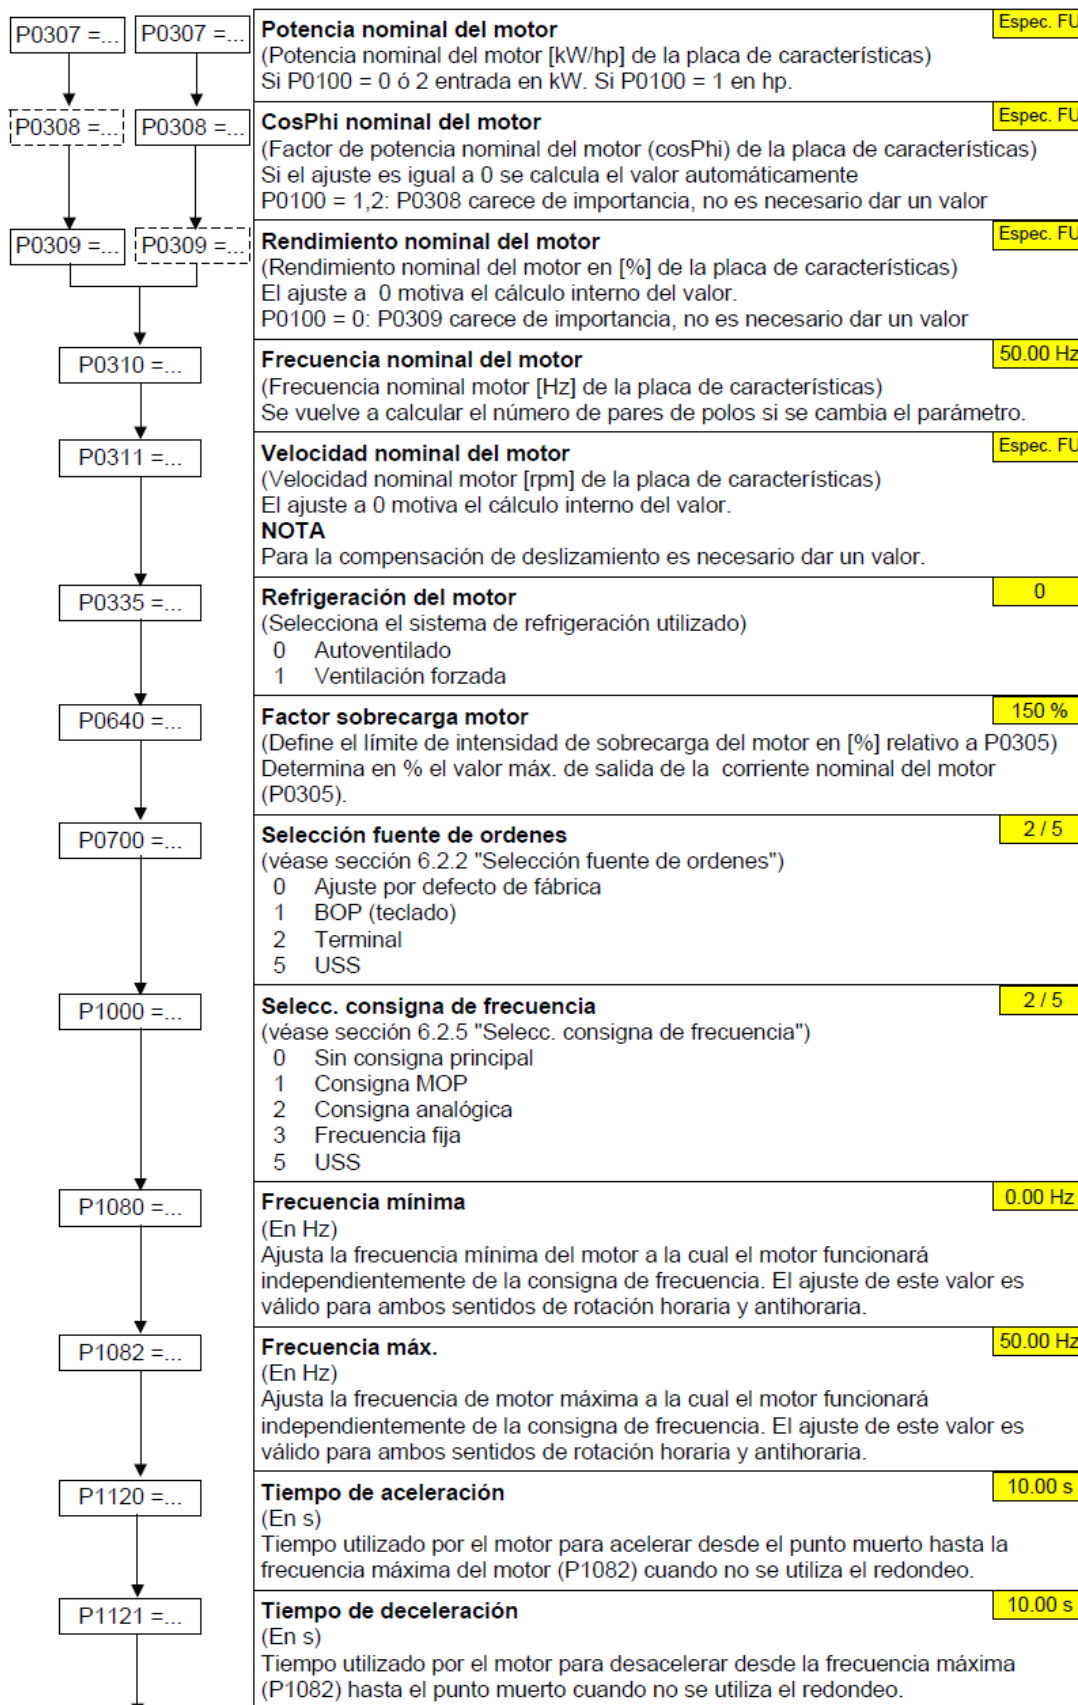 P0307 =...
P0307 =...
Potencia nominal del motor
Espec. FU
(Potencia nominal del motor [kW/hp] de la placa de características)
Si P0100 = 0 ó 2 entrada en kW. Si P0100 = 1 en hp.
P0308 =...
P0308 =...
CosPhi nominal del motor
Espec. FU
(Factor de potencia nominal del motor (cosPhi) de la placa de características)
Si el ajuste es igual a 0 se calcula el valor automáticamente
P0100 = 1,2: P0308 carece de importancia, no es necesario dar un valor
P0309 =...
P0309 =...
Rendimiento nominal del motor
Espec. FU
(Rendimiento nominal del motor en [%] de la placa de características)
El ajuste a 0 motiva el cálculo interno del valor.
P0100 = 0: P0309 carece de importancia, no es necesario dar un valor
P0310 =...
Frecuencia nominal del motor
50.00 Hz
(Frecuencia nominal motor [Hz] de la placa de características)
Se vuelve a calcular el número de pares de polos si se cambia el parámetro.
P0311 =...
Velocidad nominal del motor
Espec. FU
(Velocidad nominal motor [rpm] de la placa de características)
El ajuste a 0 motiva el cálculo interno del valor.
NOTA
Para la compensación de deslizamiento es necesario dar un valor.
P0335 =...
Refrigeración del motor
0
(Selecciona el sistema de refrigeración utilizado)
0 Autoventilado
1 Ventilación forzada
P0640 =...
Factor sobrecarga motor
150 %
(Define el límite de intensidad de sobrecarga del motor en [%] relativo a P0305)
Determina en % el valor máx. de salida de la corriente nominal del motor
(P0305).
P0700 =...
Selección fuente de ordenes
2 / 5
(véase sección 6.2.2 "Selección fuente de ordenes")
0 Ajuste por defecto de fábrica
1 BOP (teclado)
2 Terminal
5 USS
P1000 =...
Selecc. consigna de frecuencia
2 / 5
(véase sección 6.2.5 "Selecc. consigna de frecuencia")
0 Sin consigna principal
1 Consigna MOP
2 Consigna analógica
3 Frecuencia fija
5 USS
P1080 =...
Frecuencia mínima
0.00 Hz
(En Hz)
Ajusta la frecuencia mínima del motor a la cual el motor funcionará
independientemente de la consigna de frecuencia. El ajuste de este valor es
válido para ambos sentidos de rotación horaria y antihoraria.
P1082 =...
Frecuencia máx.
50.00 Hz
(En Hz)
Ajusta la frecuencia de motor máxima a la cual el motor funcionará
independientemente de la consigna de frecuencia. El ajuste de este valor es
válido para ambos sentidos de rotación horaria y antihoraria.
P1120 =...
Tiempo de aceleración
10.00 s
(En s)
Tiempo utilizado por el motor para acelerar desde el punto muerto hasta la
frecuencia máxima del motor (P1082) cuando no se utiliza el redondeo.
P1121 =...
Tiempo de deceleración
10.00 s
(En s)
Tiempo utilizado por el motor para desacelerar desde la frecuencia máxima
(P1082) hasta el punto muerto cuando no se utiliza el redondeo.